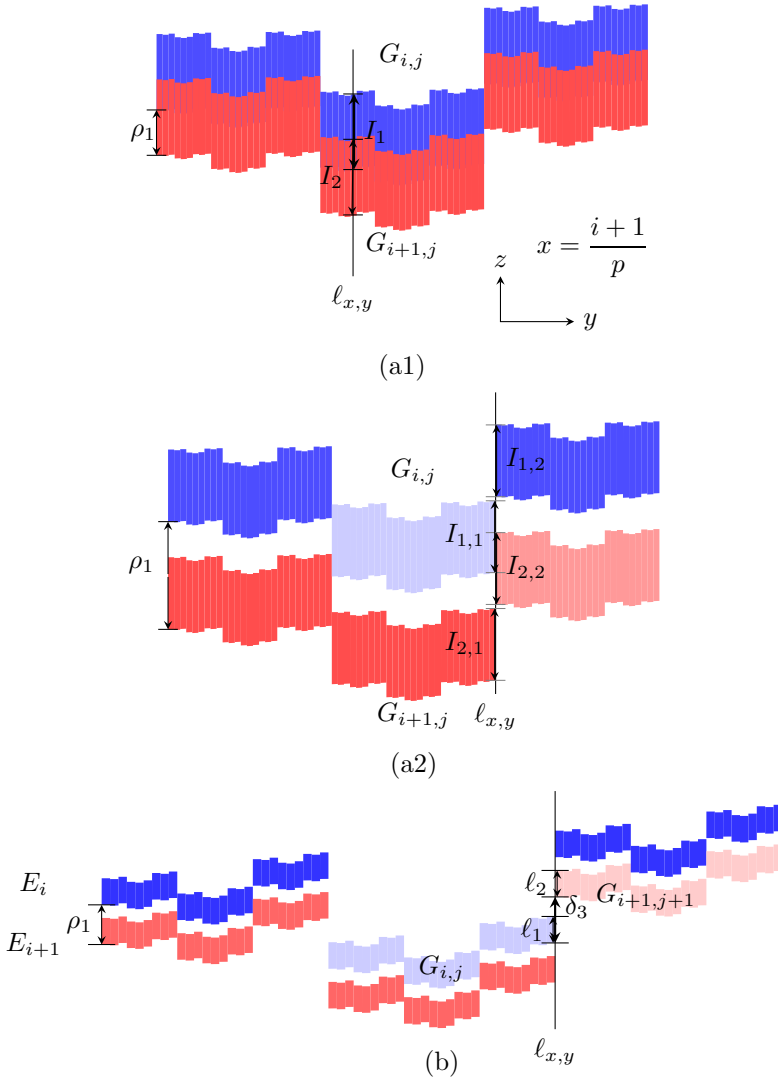 G_{i,j}
ρ_1
I_1
I_2
G_{i+1,j}
x = \frac{i+1}{p}
z
y
ℓ_{x,y}
(a1)
G_{i,j}
I_{1,2}
I_{1,1}
ρ_1
I_{2,2}
I_{2,1}
G_{i+1,j}
ℓ_{x,y}
(a2)
E_i
ℓ_2
G_{i+1,j+1}
ρ_1
δ_3
E_{i+1}
ℓ_1
G_{i,j}
(b)
ℓ_{x,y}